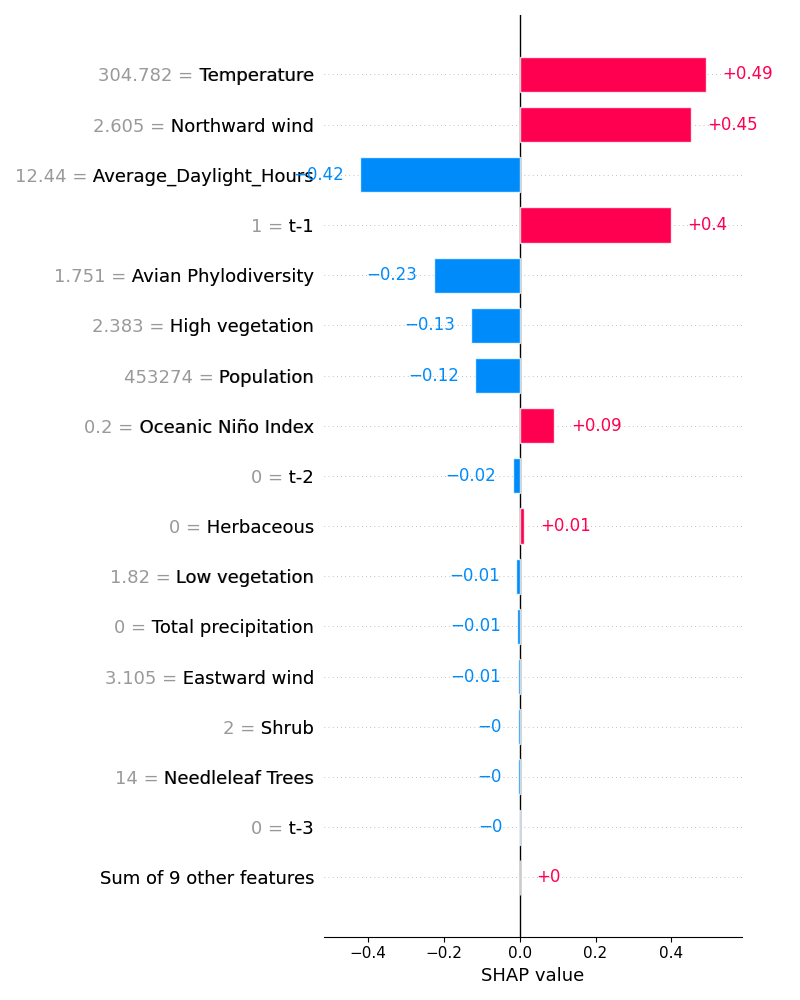 304.782 = Temperature +0.49
2.605 = Northward wind +0.45
12.44 = Average_Daylight_Hours −0.42
1 = t-1 +0.4
1.751 = Avian Phylodiversity −0.23
2.383 = High vegetation −0.13
453274 = Population −0.12
0.2 = Oceanic Niño Index +0.09
0 = t-2 −0.02
0 = Herbaceous +0.01
1.82 = Low vegetation −0.01
0 = Total precipitation −0.01
3.105 = Eastward wind −0.01
2 = Shrub −0
14 = Needleleaf Trees −0
0 = t-3 −0
Sum of 9 other features +0
−0.4 −0.2 0.0 0.2 0.4
SHAP value